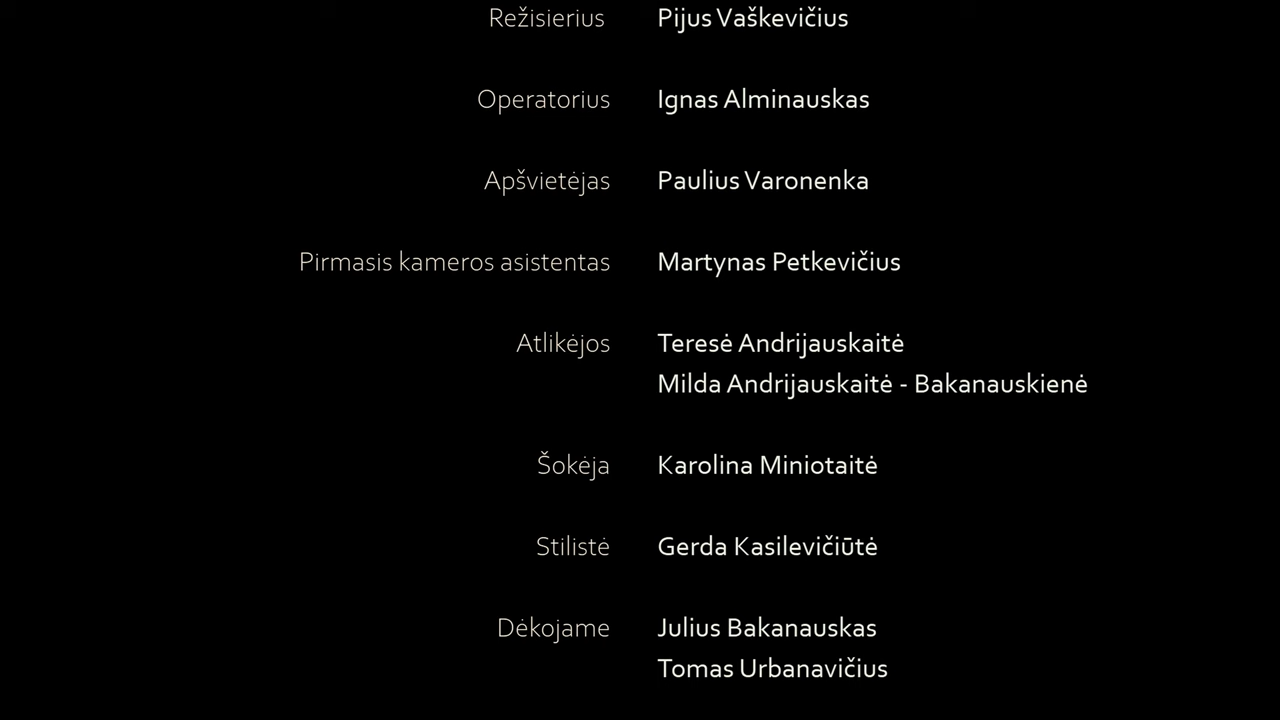 Režisierius Pijus Vaškevičius
Operatorius Ignas Alminauskas
Apšvietėjas Paulius Varonenka
Pirmasis kameros asistentas Martynas Petkevičius
Atlikėjos Teresė Andrijauskaitė
Milda Andrijauskaitė - Bakanauskienė
Šokėja Karolina Miniotaitė
Stilistė Gerda Kasilevičiūtė
Dėkojame Julius Bakanauskas
Tomas Urbanavičius